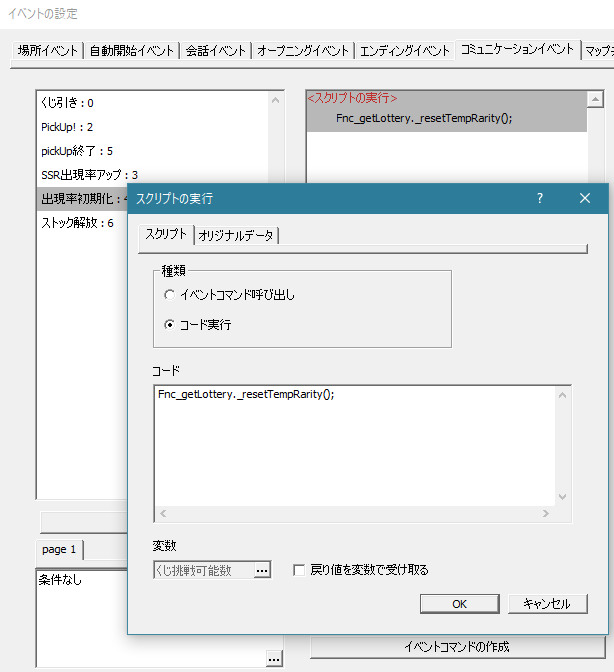 イベントの設定
場所イベント 自動開始イベント 会話イベント オープニングイベント エンディングイベント コミュニケーションイベント
くじ引き : 0
PickUp! : 2
pickUp終了 : 5
SSR出現率アップ : 3
出現率初期化 :
ストック解放 : 6
<スクリプトの実行>
Fnc_getLottery._resetTempRarity();
スクリプトの実行
? ✕
スクリプト オリジナルデータ
種類
イベントコマンド呼び出し
コード実行
コード
Fnc_getLottery._resetTempRarity();
変数
くじ挑戦可能数 ...
戻り値を変数で受け取る
OK キャンセル
page 1
条件なし
...
イベントコマンドの作成